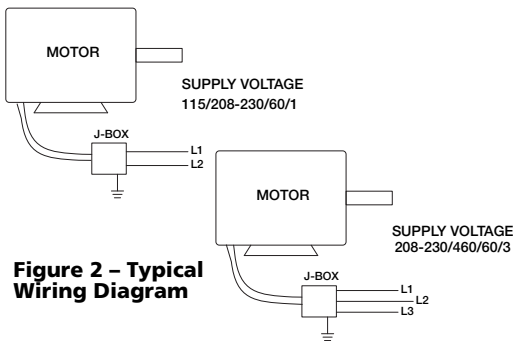 MOTOR
SUPPLY VOLTAGE
115/208-230/60/1
J-BOX
L1
L2
MOTOR
SUPPLY VOLTAGE
208-230/460/60/3
Figure 2 – Typical
Wiring Diagram
J-BOX
L1
L2
L3